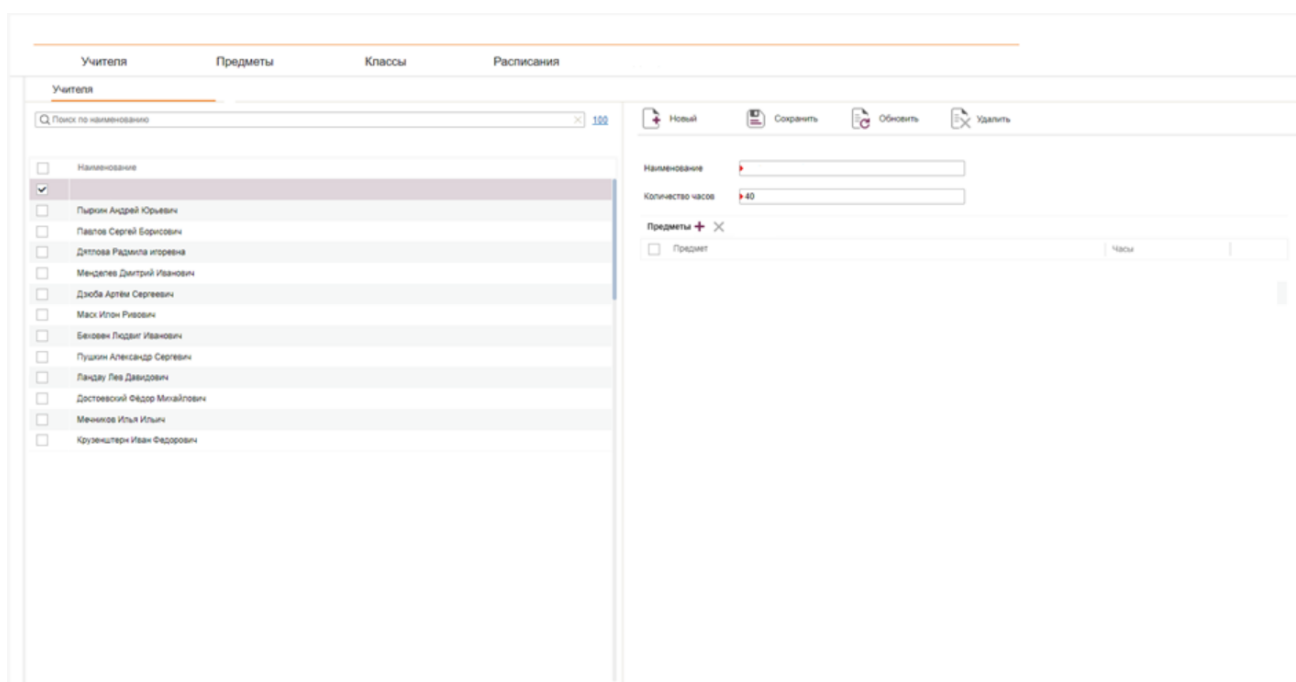 Учителя Предметы Классы Расписания
Учителя
Поиск по наименованию 100
Новый Сохранить Обновить Удалить
Наименование
Пыркин Андрей Юрьевич
Павлов Сергей Борисович
Дятлова Радмила игоревна
Менделев Дмитрий Иванович
Дзюба Артём Сергеевич
Маск Илон Ривович
Беховен Людвиг Иванович
Пушкин Александр Сергевич
Ландау Лев Давидович
Достоевский Фёдор Михайлович
Мечников Илья Ильич
Крузенштерн Иван Федорович
Наименование
Количество часов 40
Предметы
Предмет Часы